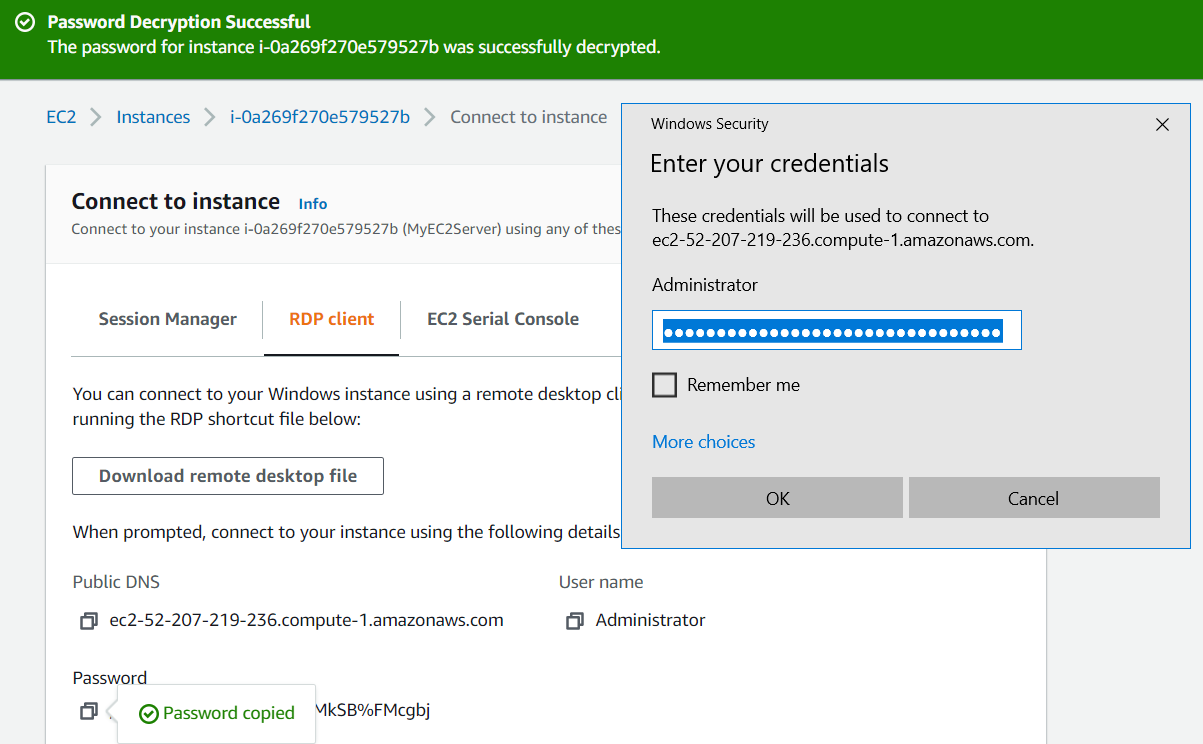 Password Decryption Successful
The password for instance i-0a269f270e579527b was successfully decrypted.
EC2 Instances i-0a269f270e579527b Connect to instance
Connect to instance Info
Connect to your instance i-0a269f270e579527b (MyEC2Server) using any of thes
Session Manager RDP client EC2 Serial Console
You can connect to your Windows instance using a remote desktop cli
running the RDP shortcut file below:
Download remote desktop file
When prompted, connect to your instance using the following details
Public DNS User name
ec2-52-207-219-236.compute-1.amazonaws.com Administrator
Password
Password copied MkSB%FMcgbj
Windows Security
Enter your credentials
These credentials will be used to connect to
ec2-52-207-219-236.compute-1.amazonaws.com.
Administrator
Remember me
More choices
OK Cancel